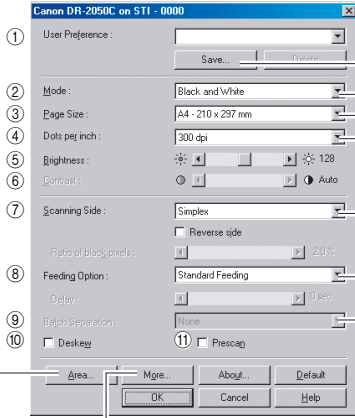 Canon DR-2050C on STI - 0000
① User Preference :
Save... Delete
② Mode : Black and White
③ Page Size : A4 - 210 x 297 mm
④ Dots per inch : 300 dpi
⑤ Brightness : 128
⑥ Contrast : Auto
⑦ Scanning Side : Simplex
Reverse side
Ratio of black pixels : 2.0 %
⑧ Feeding Option : Standard Feeding
Delay : 0 sec
⑨ Batch Separation : None
⑩ Deskew ⑪ Prescan
Area... More... About... Default
OK Cancel Help